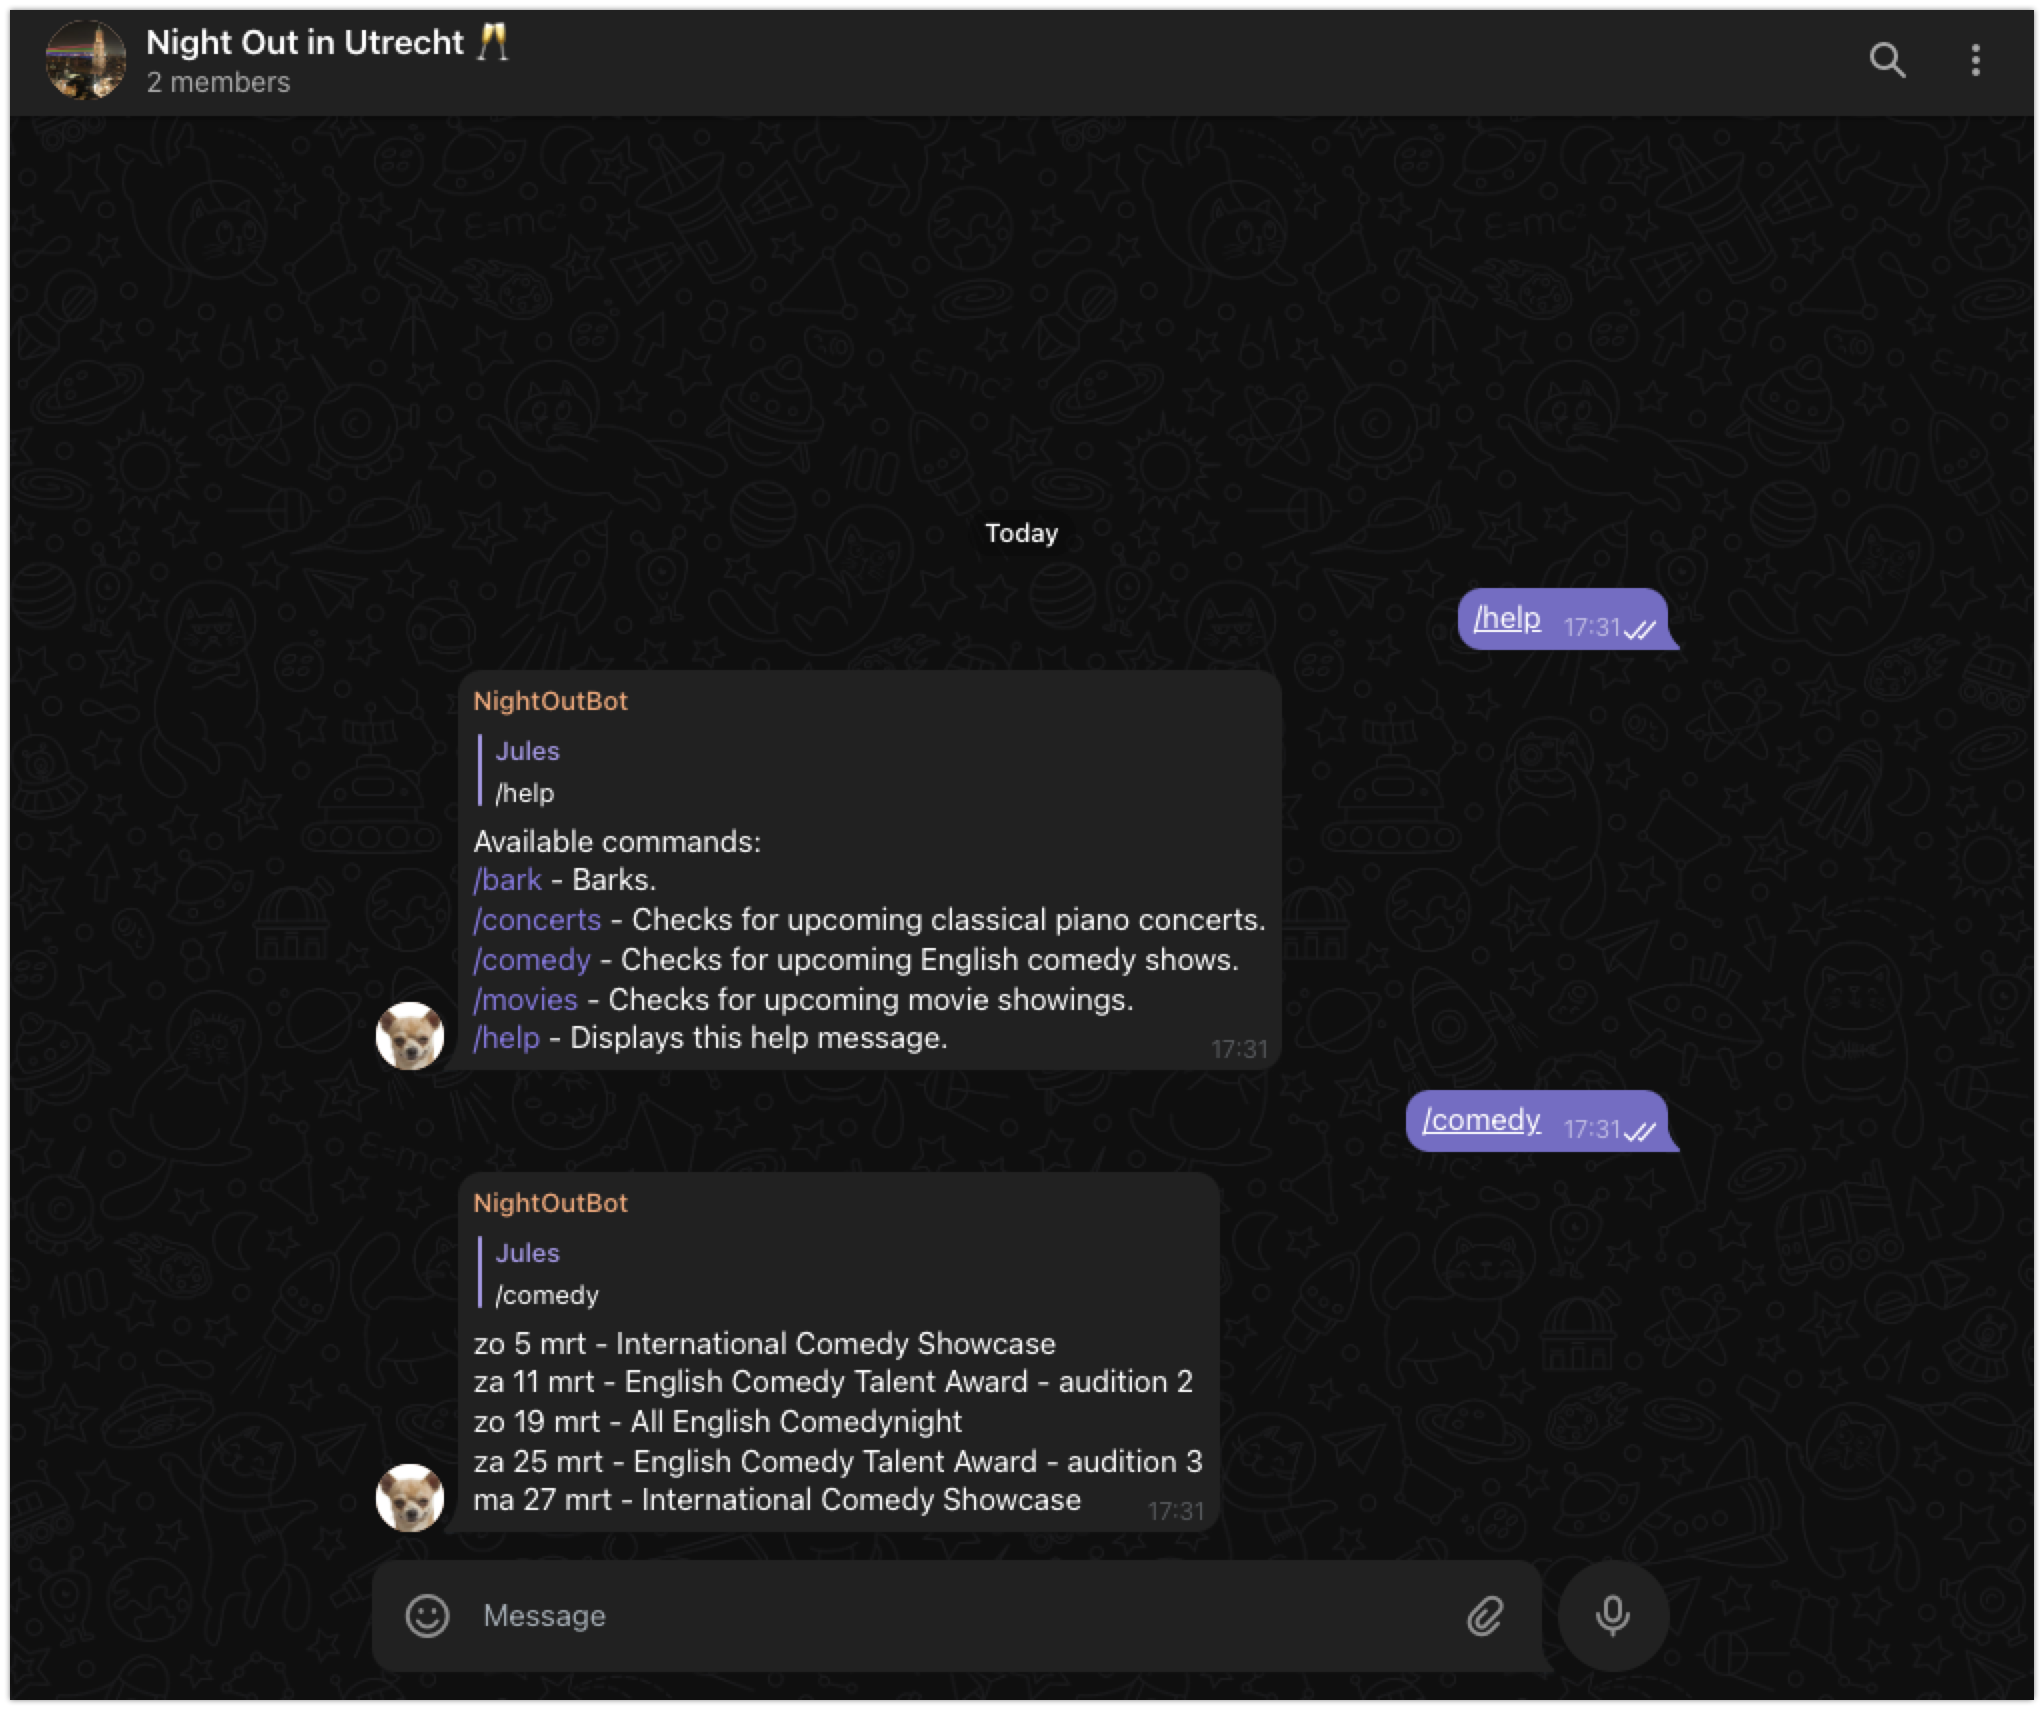 Night Out in Utrecht 🥂
2 members
Today
/help 17:31
NightOutBot
Jules
/help
Available commands:
/bark - Barks.
/concerts - Checks for upcoming classical piano concerts.
/comedy - Checks for upcoming English comedy shows.
/movies - Checks for upcoming movie showings.
/help - Displays this help message.
17:31
/comedy 17:31
NightOutBot
Jules
/comedy
zo 5 mrt - International Comedy Showcase
za 11 mrt - English Comedy Talent Award - audition 2
zo 19 mrt - All English Comedynight
za 25 mrt - English Comedy Talent Award - audition 3
ma 27 mrt - International Comedy Showcase
17:31
Message